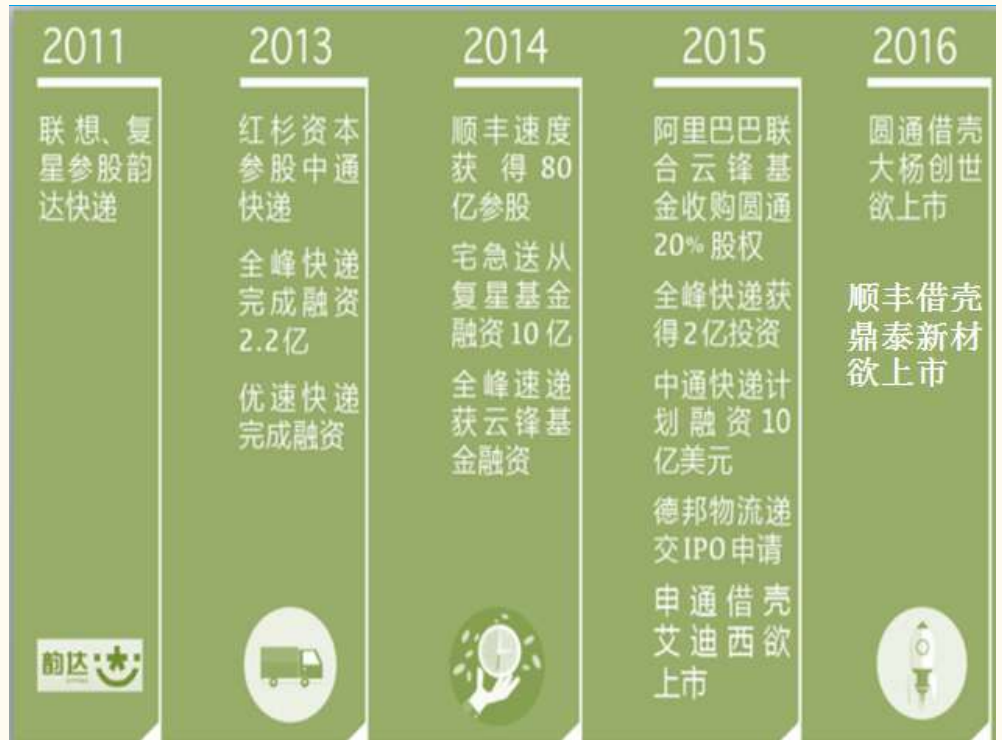 2011
联想、复
星参股韵
达快递
2013
红杉资本
参股中通
快递
全峰快递
完成融资
2.2亿
优速快递
完成融资
2014
顺丰速度
获得80
亿参股
宅急送从
复星基金
融资10亿
全峰速递
获云锋基
金融资
2015
阿里巴巴联
合云锋基
金收购圆通
20%股权
全峰快递获
得2亿投资
中通快递计
划融资10
亿美元
德邦物流递
交IPO申请
申通借壳
艾迪西欲
上市
2016
圆通借壳
大杨创世
欲上市
顺丰借壳
鼎泰新材
欲上市
韵达